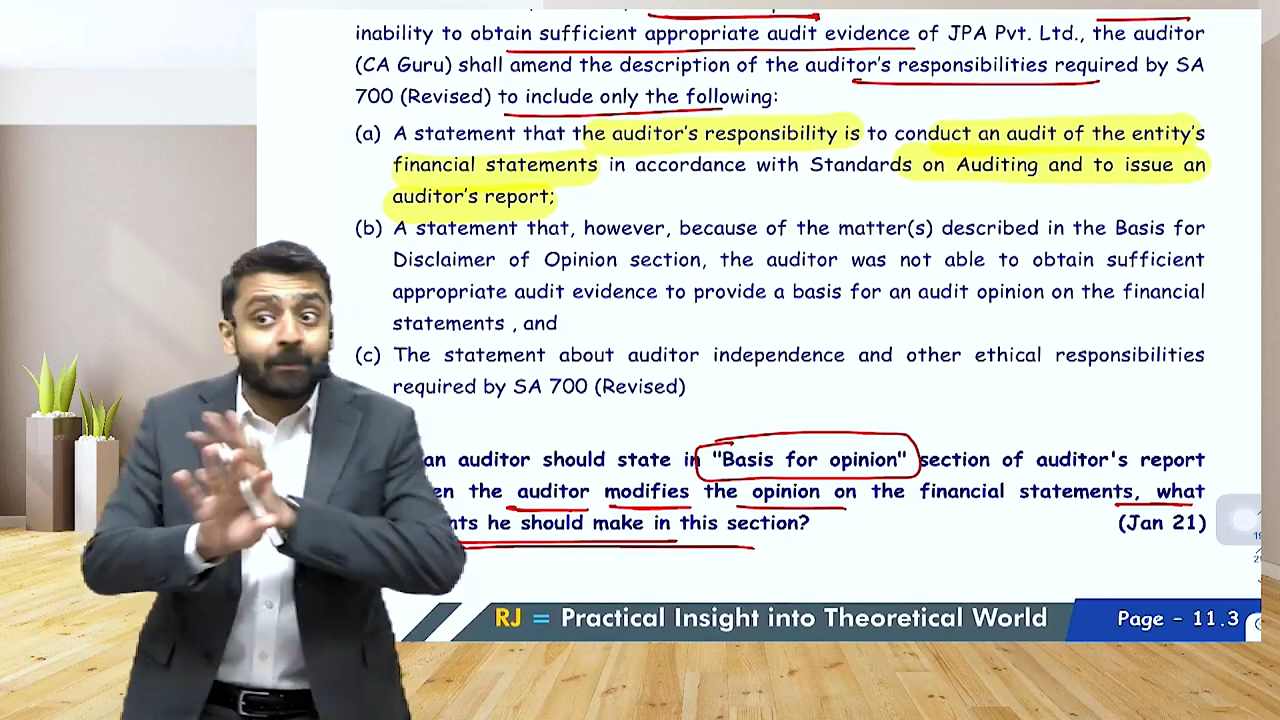 inability to obtain sufficient appropriate audit evidence of JPA Pvt. Ltd., the auditor
(CA Guru) shall amend the description of the auditor's responsibilities required by SA
700 (Revised) to include only the following:
(a) A statement that the auditor's responsibility is to conduct an audit of the entity's
financial statements in accordance with Standards on Auditing and to issue an
auditor's report;
(b) A statement that, however, because of the matter(s) described in the Basis for
Disclaimer of Opinion section, the auditor was not able to obtain sufficient
appropriate audit evidence to provide a basis for an audit opinion on the financial
statements , and
(c) The statement about auditor independence and other ethical responsibilities
required by SA 700 (Revised)
an auditor should state in "Basis for opinion" section of auditor's report
the auditor modifies the opinion on the financial statements, what
he should make in this section? (Jan 21)
RJ = Practical Insight into Theoretical World
Page - 11.3